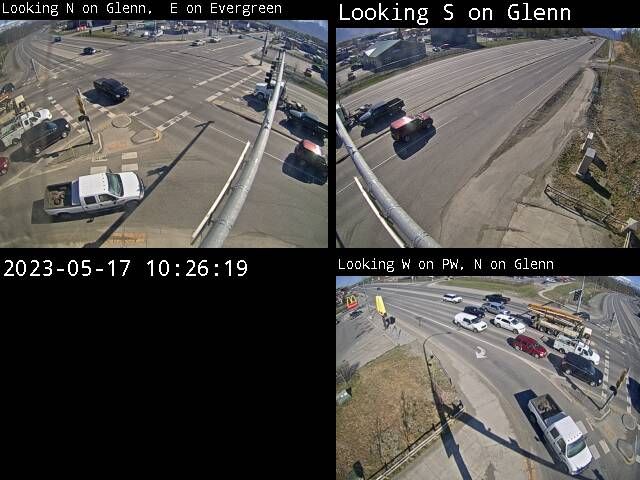 Looking N on Glenn, E on Evergreen
Looking S on Glenn
2023-05-17 10:26:19
Looking W on PW, N on Glenn